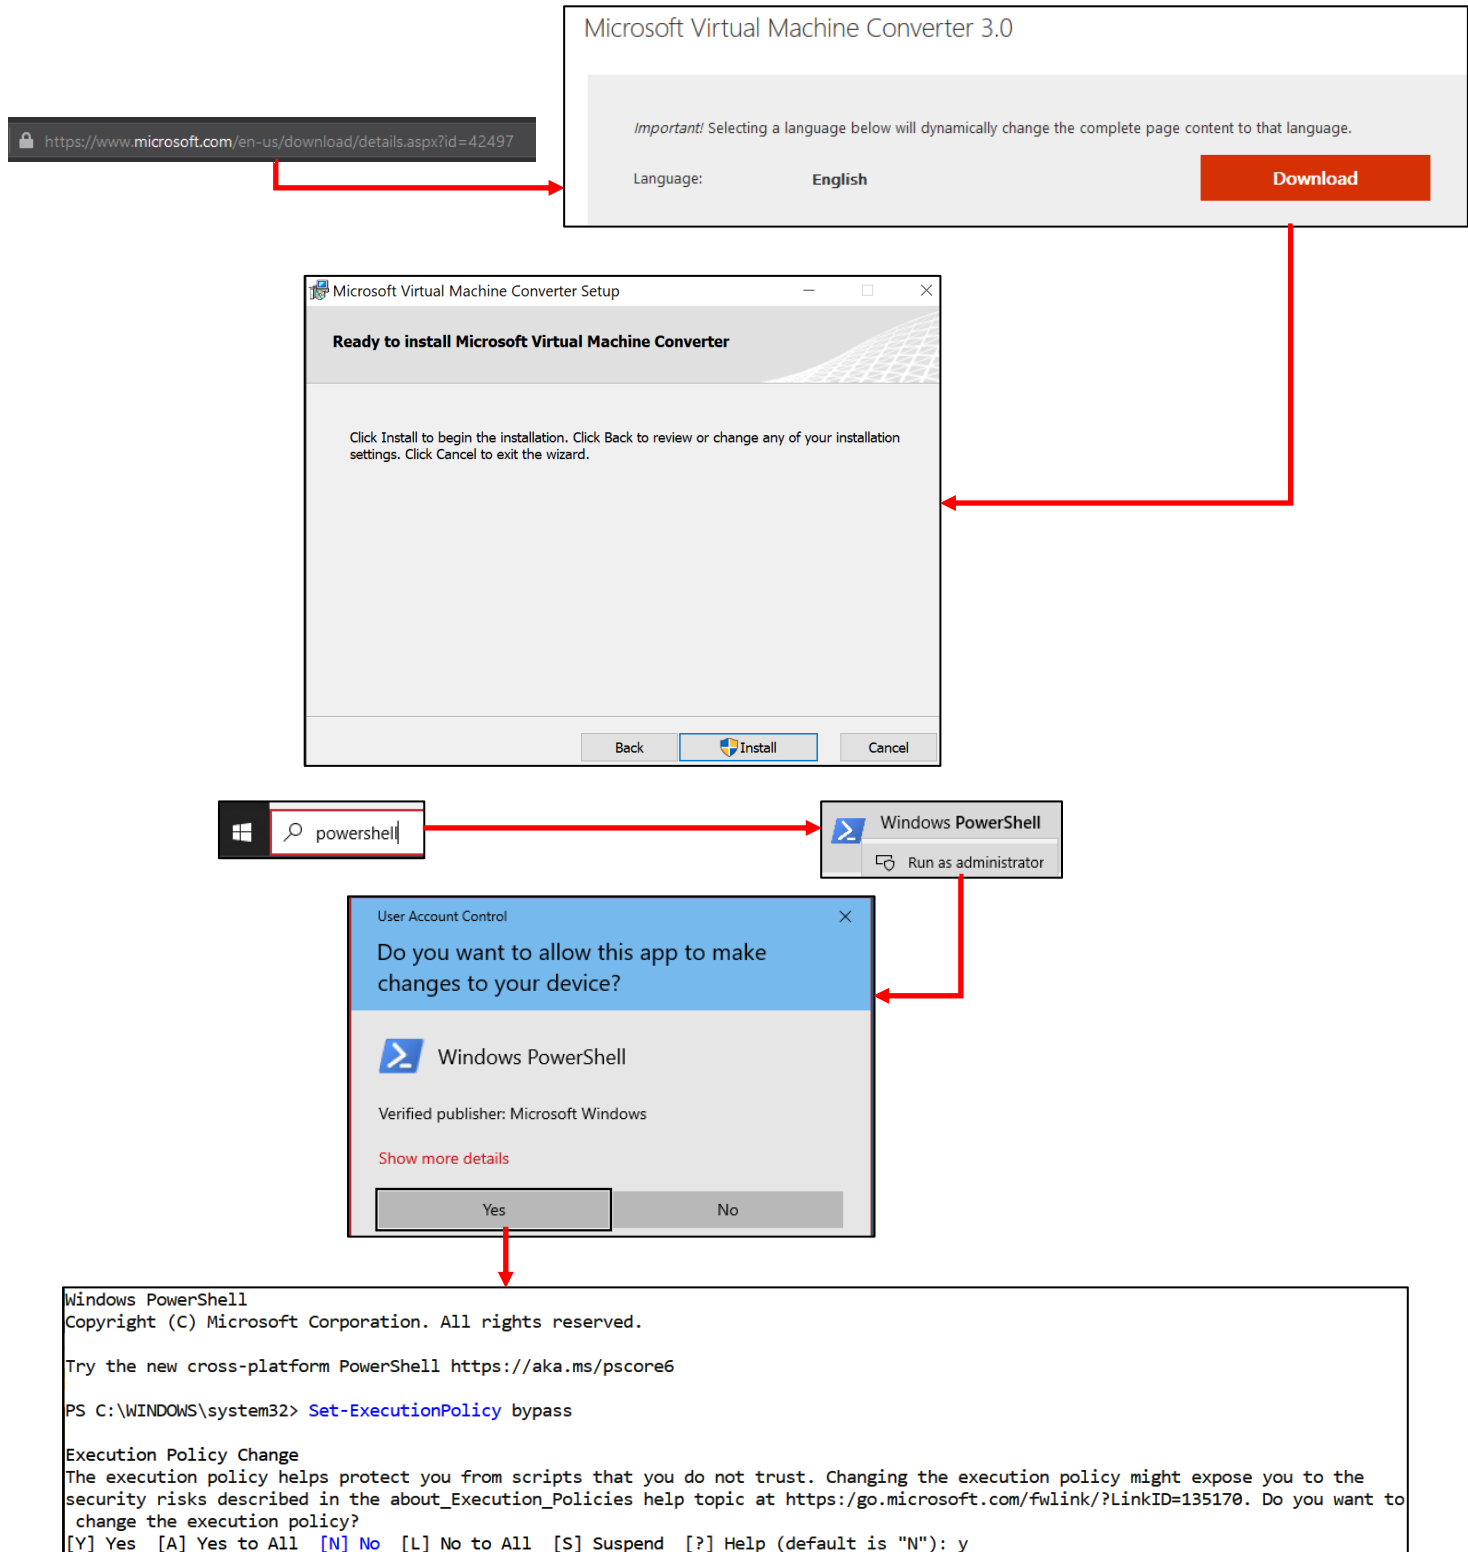 Microsoft Virtual Machine Converter 3.0
https://www.microsoft.com/en-us/download/details.aspx?id=42497
Important! Selecting a language below will dynamically change the complete page content to that language.
Language: English Download
Microsoft Virtual Machine Converter Setup
Ready to install Microsoft Virtual Machine Converter
Click Install to begin the installation. Click Back to review or change any of your installation
settings. Click Cancel to exit the wizard.
Back Install Cancel
powershell
Windows PowerShell
Run as administrator
User Account Control
Do you want to allow this app to make
changes to your device?
Windows PowerShell
Verified publisher: Microsoft Windows
Show more details
Yes No
Windows PowerShell
Copyright (C) Microsoft Corporation. All rights reserved.
Try the new cross-platform PowerShell https://aka.ms/pscore6
PS C:\WINDOWS\system32> Set-ExecutionPolicy bypass
Execution Policy Change
The execution policy helps protect you from scripts that you do not trust. Changing the execution policy might expose you to the
security risks described in the about_Execution_Policies help topic at https:/go.microsoft.com/fwlink/?LinkID=135170. Do you want to
change the execution policy?
[Y] Yes [A] Yes to All [N] No [L] No to All [S] Suspend [?] Help (default is "N"): y